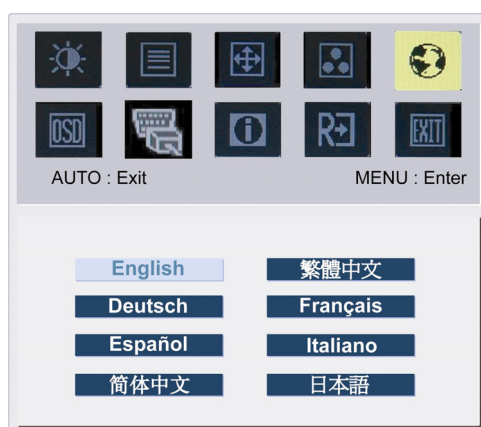 OSD
i
R
EXIT
AUTO : Exit MENU : Enter
English 繁體中文
Deutsch Français
Español Italiano
简体中文 日本語